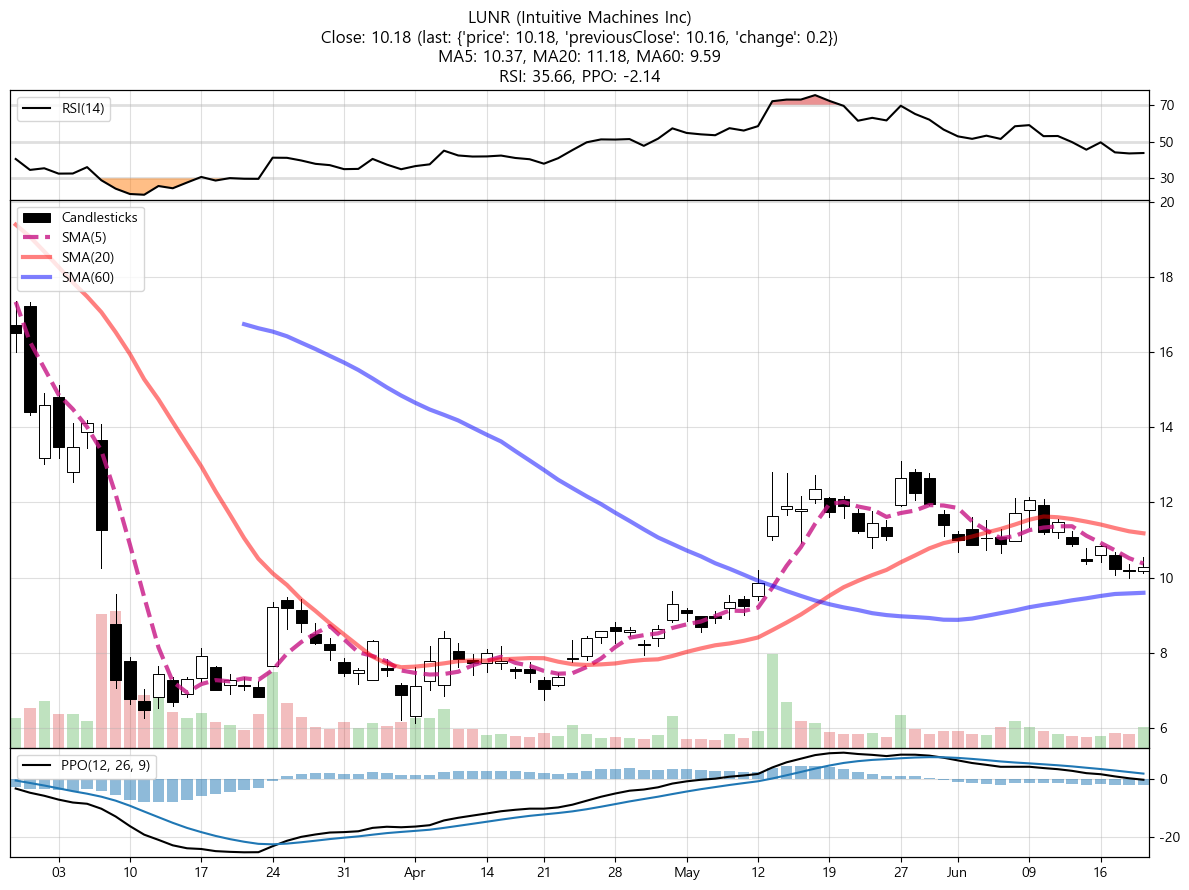 LUNR (Intuitive Machines Inc)
Close: 10.18 (last: {'price': 10.18, 'previousClose': 10.16, 'change': 0.2})
MA5: 10.37, MA20: 11.18, MA60: 9.59
RSI: 35.66, PPO: -2.14
RSI(14)
70
50
30
Candlesticks
SMA(5)
SMA(20)
SMA(60)
20
18
16
14
12
10
8
6
PPO(12, 26, 9)
0
-20
03 10 17 24 31 Apr 14 21 28 May 12 19 27 Jun 09 16